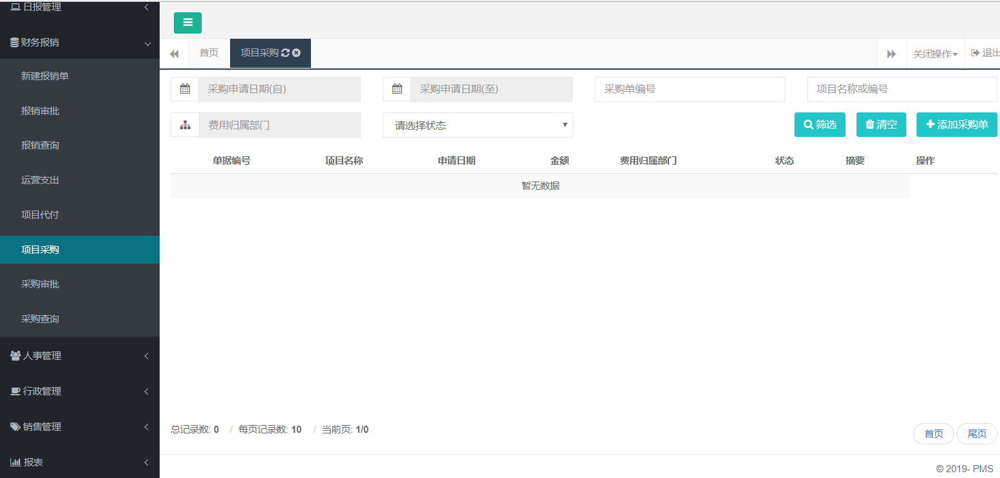 日报管理
财务报销
新建报销单
报销审批
报销查询
运营支出
项目代付
项目采购
采购审批
采购查询
人事管理
行政管理
销售管理
报表
首页
项目采购
关闭操作
退出
采购申请日期(自)
采购申请日期(至)
采购单编号
项目名称或编号
费用归属部门
请选择状态
筛选
清空
添加采购单
单据编号 项目名称 申请日期 金额 费用归属部门 状态 摘要 操作
暂无数据
总记录数: 0 / 每页记录数: 10 / 当前页: 1/0
首页
尾页
© 2019- PMS